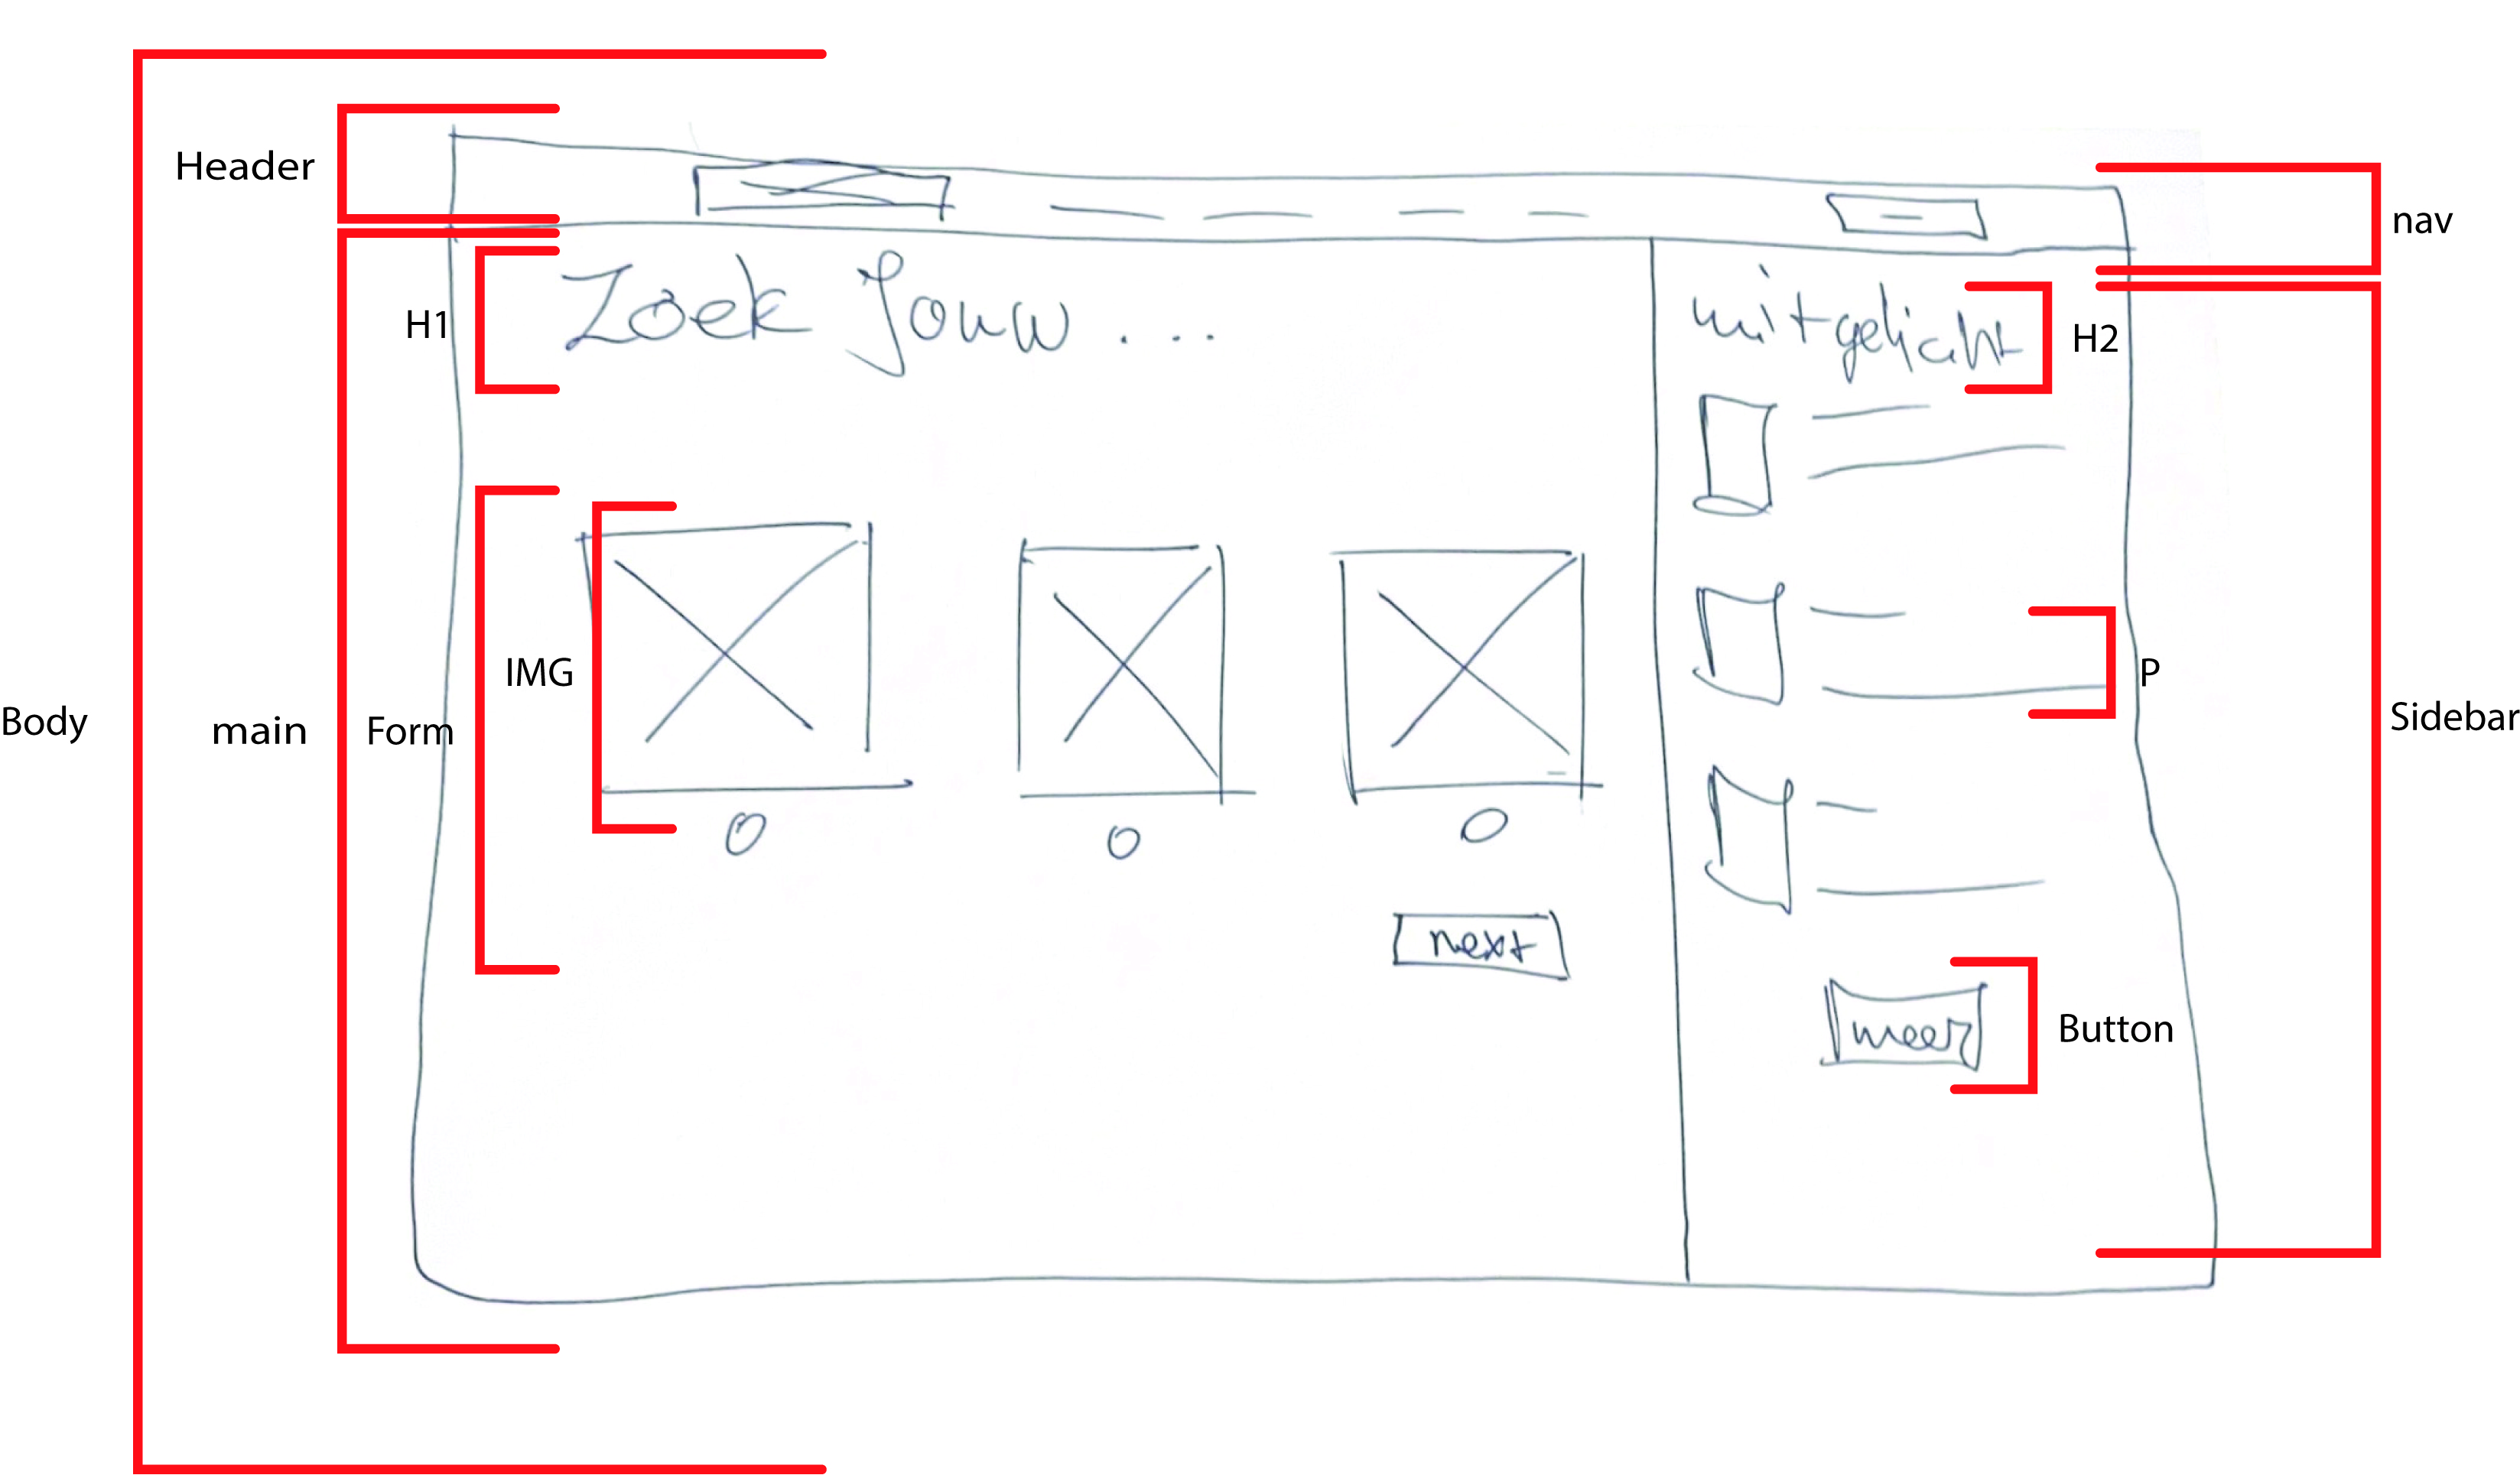 Header
nav
H1
Zoek jouw ....
uitgelicht
H2
IMG
P
Body
main
Form
Sidebar
next
meer
Button